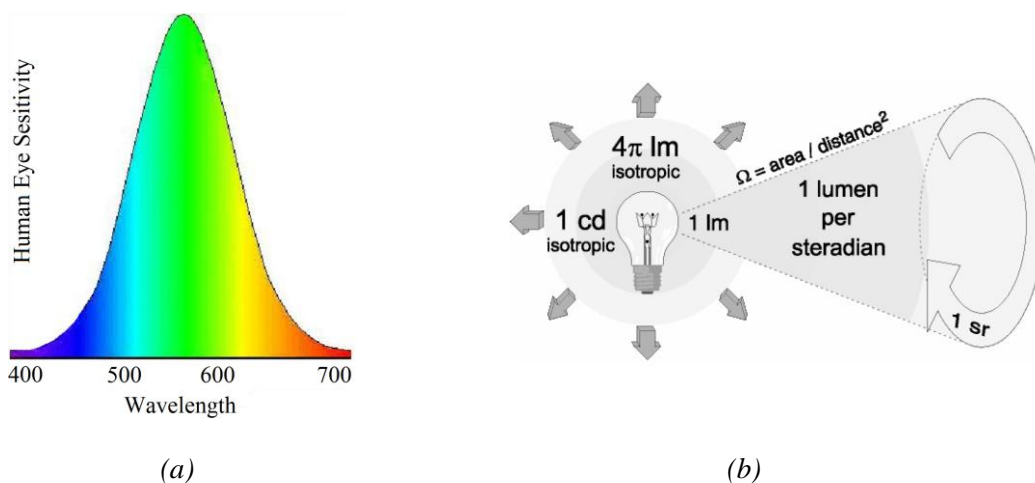 Human Eye Sesitivity
400 500 600 700
Wavelength
(a)
Ω = area / distance²
4π lm
isotropic
1 cd
isotropic
1 lm
1 lumen
per
steradian
1 sr
(b)